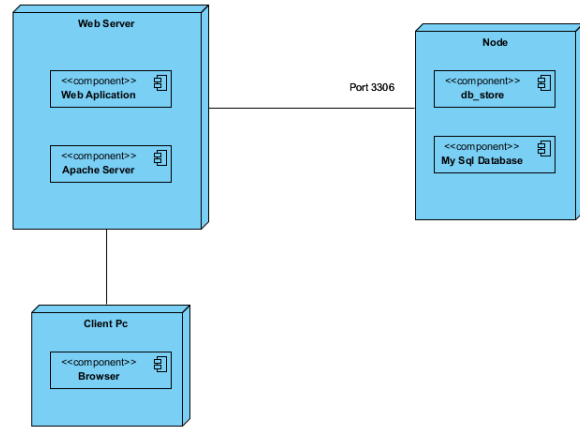 Web Server
<<component>>
Web Aplication
<<component>>
Apache Server
Port 3306
Node
<<component>>
db_store
<<component>>
My Sql Database
Client Pc
<<component>>
Browser